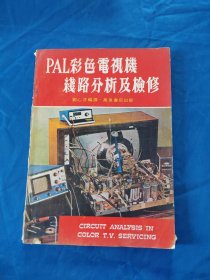 PAL彩色電視機
綫路分析及檢修
CIRCUIT ANALYSIS IN
COLOR T.V. SERVICING